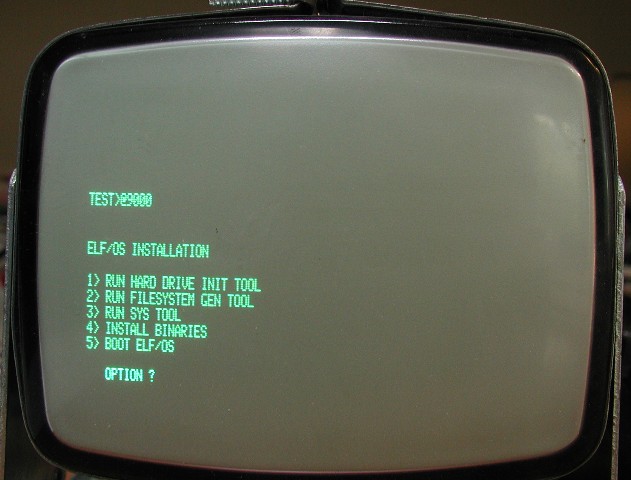 TEST>@9000
ELF/OS INSTALLATION
1> RUN HARD DRIVE INIT TOOL
2> RUN FILESYSTEM GEN TOOL
3> RUN SYS TOOL
4> INSTALL BINARIES
5> BOOT ELF/OS
OPTION ?